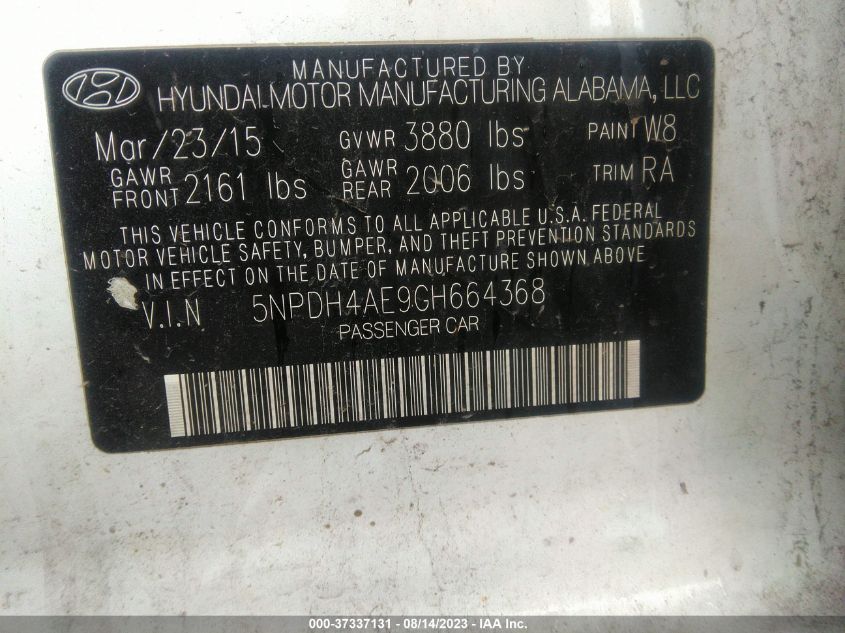 MANUFACTURED BY
HYUNDAI MOTOR MANUFACTURING ALABAMA, LLC
Mar/23/15 GVWR 3880 lbs PAINT W8
GAWR FRONT 2161 lbs GAWR REAR 2006 lbs TRIM RA
THIS VEHICLE CONFORMS TO ALL APPLICABLE U.S.A. FEDERAL
MOTOR VEHICLE SAFETY, BUMPER, AND THEFT PREVENTION STANDARDS
IN EFFECT ON THE DATE OF MANUFACTURE SHOWN ABOVE.
V.I.N 5NPDH4AE9GH664368
PASSENGER CAR
000-37337131 - 08/14/2023 - IAA Inc.